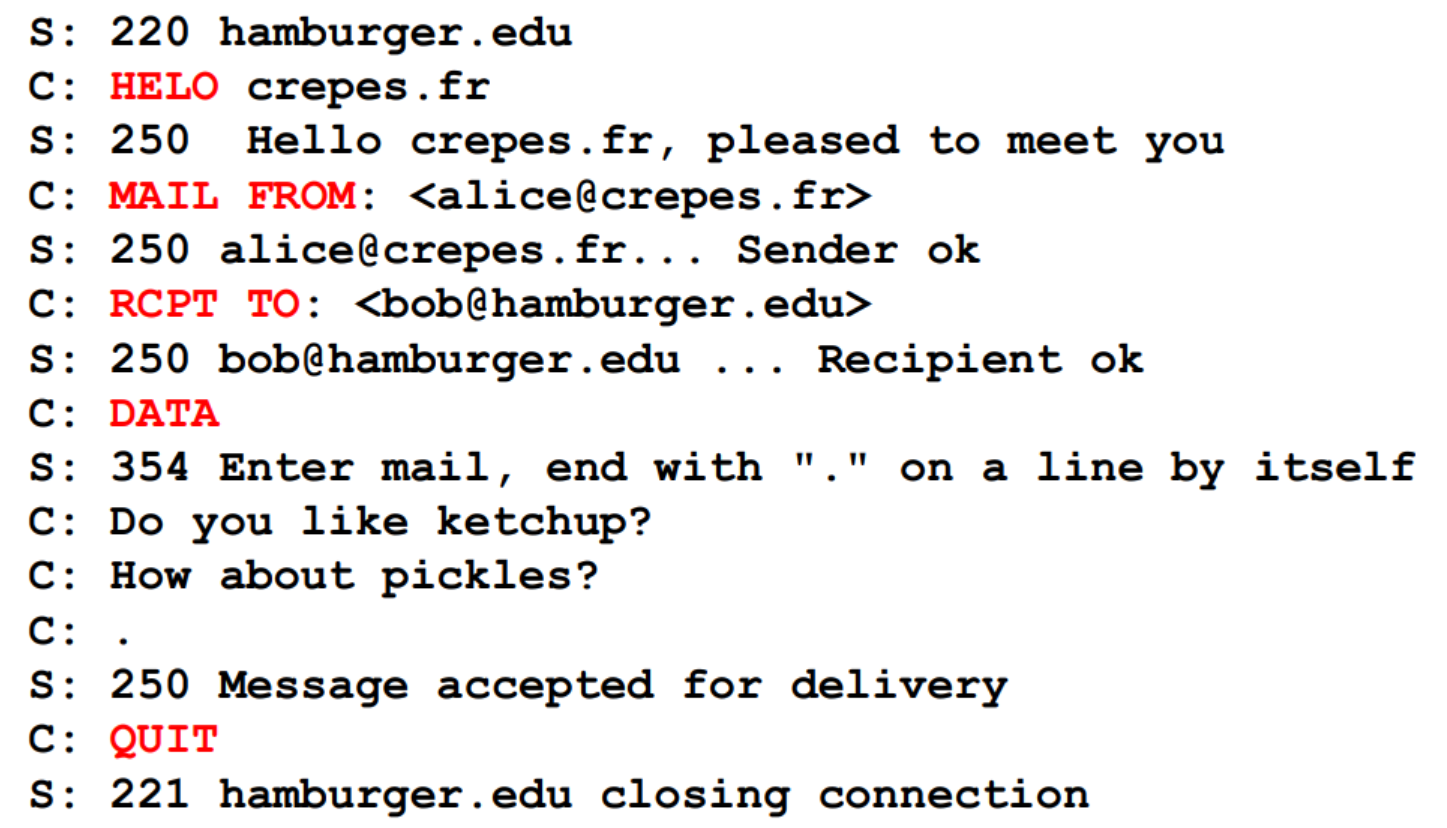 S: 220 hamburger.edu
C: HELO crepes.fr
S: 250  Hello crepes.fr, pleased to meet you
C: MAIL FROM: <alice@crepes.fr>
S: 250 alice@crepes.fr... Sender ok
C: RCPT TO: <bob@hamburger.edu>
S: 250 bob@hamburger.edu ... Recipient ok
C: DATA
S: 354 Enter mail, end with "." on a line by itself
C: Do you like ketchup?
C: How about pickles?
C: .
S: 250 Message accepted for delivery
C: QUIT
S: 221 hamburger.edu closing connection